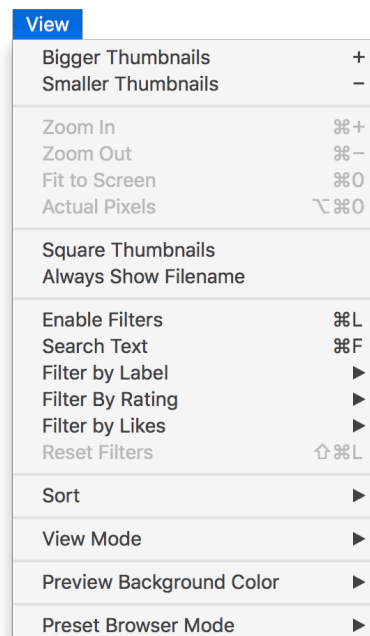 View
Bigger Thumbnails +
Smaller Thumbnails −
Zoom In ⌘+
Zoom Out ⌘−
Fit to Screen ⌘0
Actual Pixels ⌥⌘0
Square Thumbnails
Always Show Filename
Enable Filters ⌘L
Search Text ⌘F
Filter by Label ▶
Filter By Rating ▶
Filter by Likes ▶
Reset Filters ⇧⌘L
Sort ▶
View Mode ▶
Preview Background Color ▶
Preset Browser Mode ▶